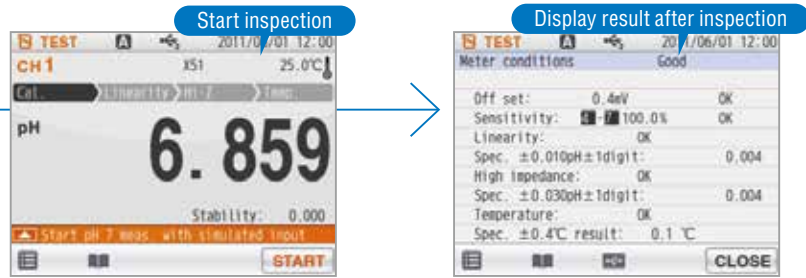 Start inspection
TEST A 2011/06/01 12:00
CH1 X51 25.0℃
Cal. Linearity Hi-Z Temp.
pH 6.859
Stability: 0.000
Start pH 7 meas. with simulated input
START
Display result after inspection
TEST A 2011/06/01 12:00
Meter conditions Good
Off set: 0.4mV OK
Sensitivity: 4-7 100.0% OK
Linearity: OK
Spec. ±0.010pH±1digit: 0.004
High impedance: OK
Spec. ±0.030pH±1digit: 0.004
Temperature: OK
Spec. ±0.4℃ result: 0.1 ℃
CLOSE